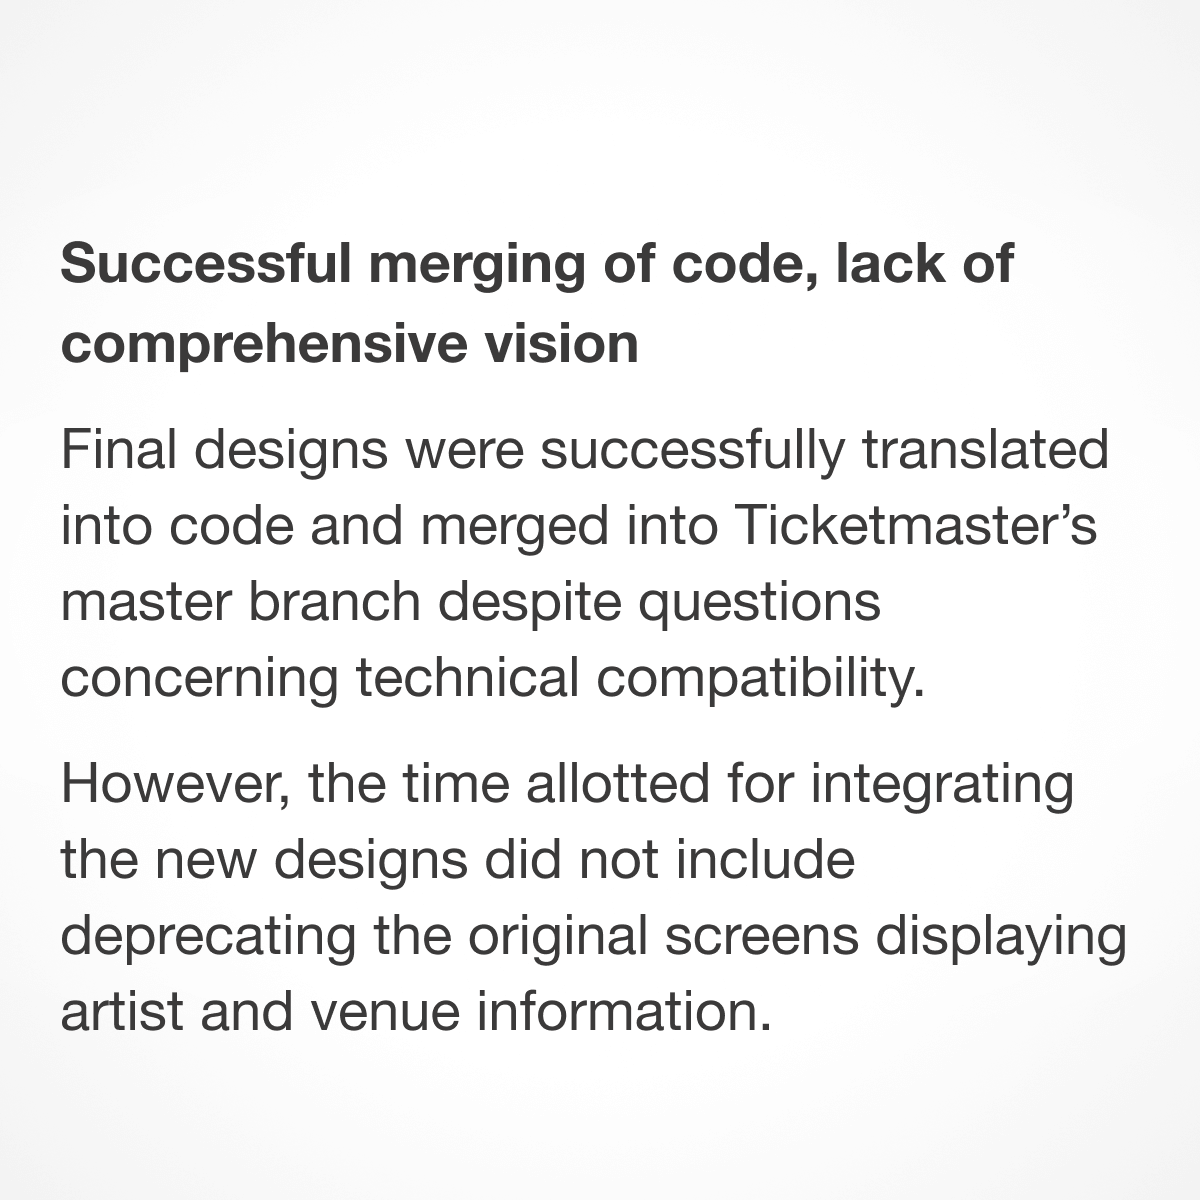 Successful merging of code, lack of
comprehensive vision
Final designs were successfully translated
into code and merged into Ticketmaster’s
master branch despite questions
concerning technical compatibility.
However, the time allotted for integrating
the new designs did not include
deprecating the original screens displaying
artist and venue information.